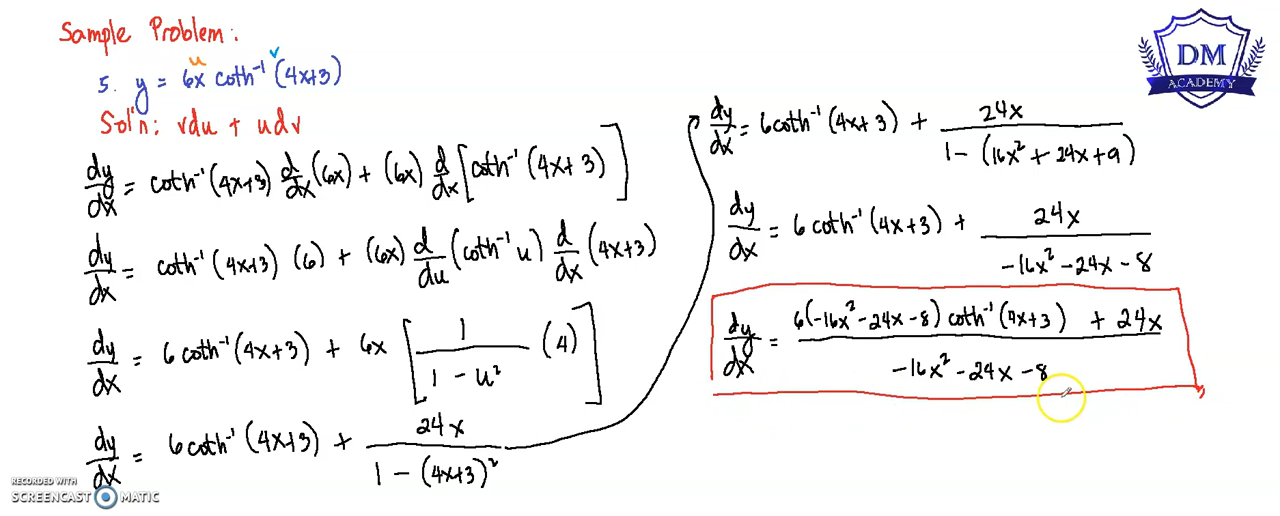 Sample Problem:
u v
5. y = 6x coth⁻¹ (4x+3)
Sol'n: vdu + udv
dy/dx = coth⁻¹ (4x+3) d/dx (6x) + (6x) d/dx [coth⁻¹ (4x+3)]
dy/dx = coth⁻¹ (4x+3) (6) + (6x) d/du (coth⁻¹ u) d/dx (4x+3)
dy/dx = 6 coth⁻¹ (4x+3) + 6x [1/(1 - u²) (4)]
dy/dx = 6 coth⁻¹ (4x+3) + 24x/(1 - (4x+3)²)
dy/dx = 6 coth⁻¹ (4x+3) + 24x/(1 - (16x² + 24x + 9))
dy/dx = 6 coth⁻¹ (4x+3) + 24x/(-16x² - 24x - 8)
dy/dx = (6(-16x² - 24x - 8) coth⁻¹ (4x+3) + 24x)/(-16x² - 24x - 8)
DM
ACADEMY
RECORDED WITH
SCREENCAST MATIC